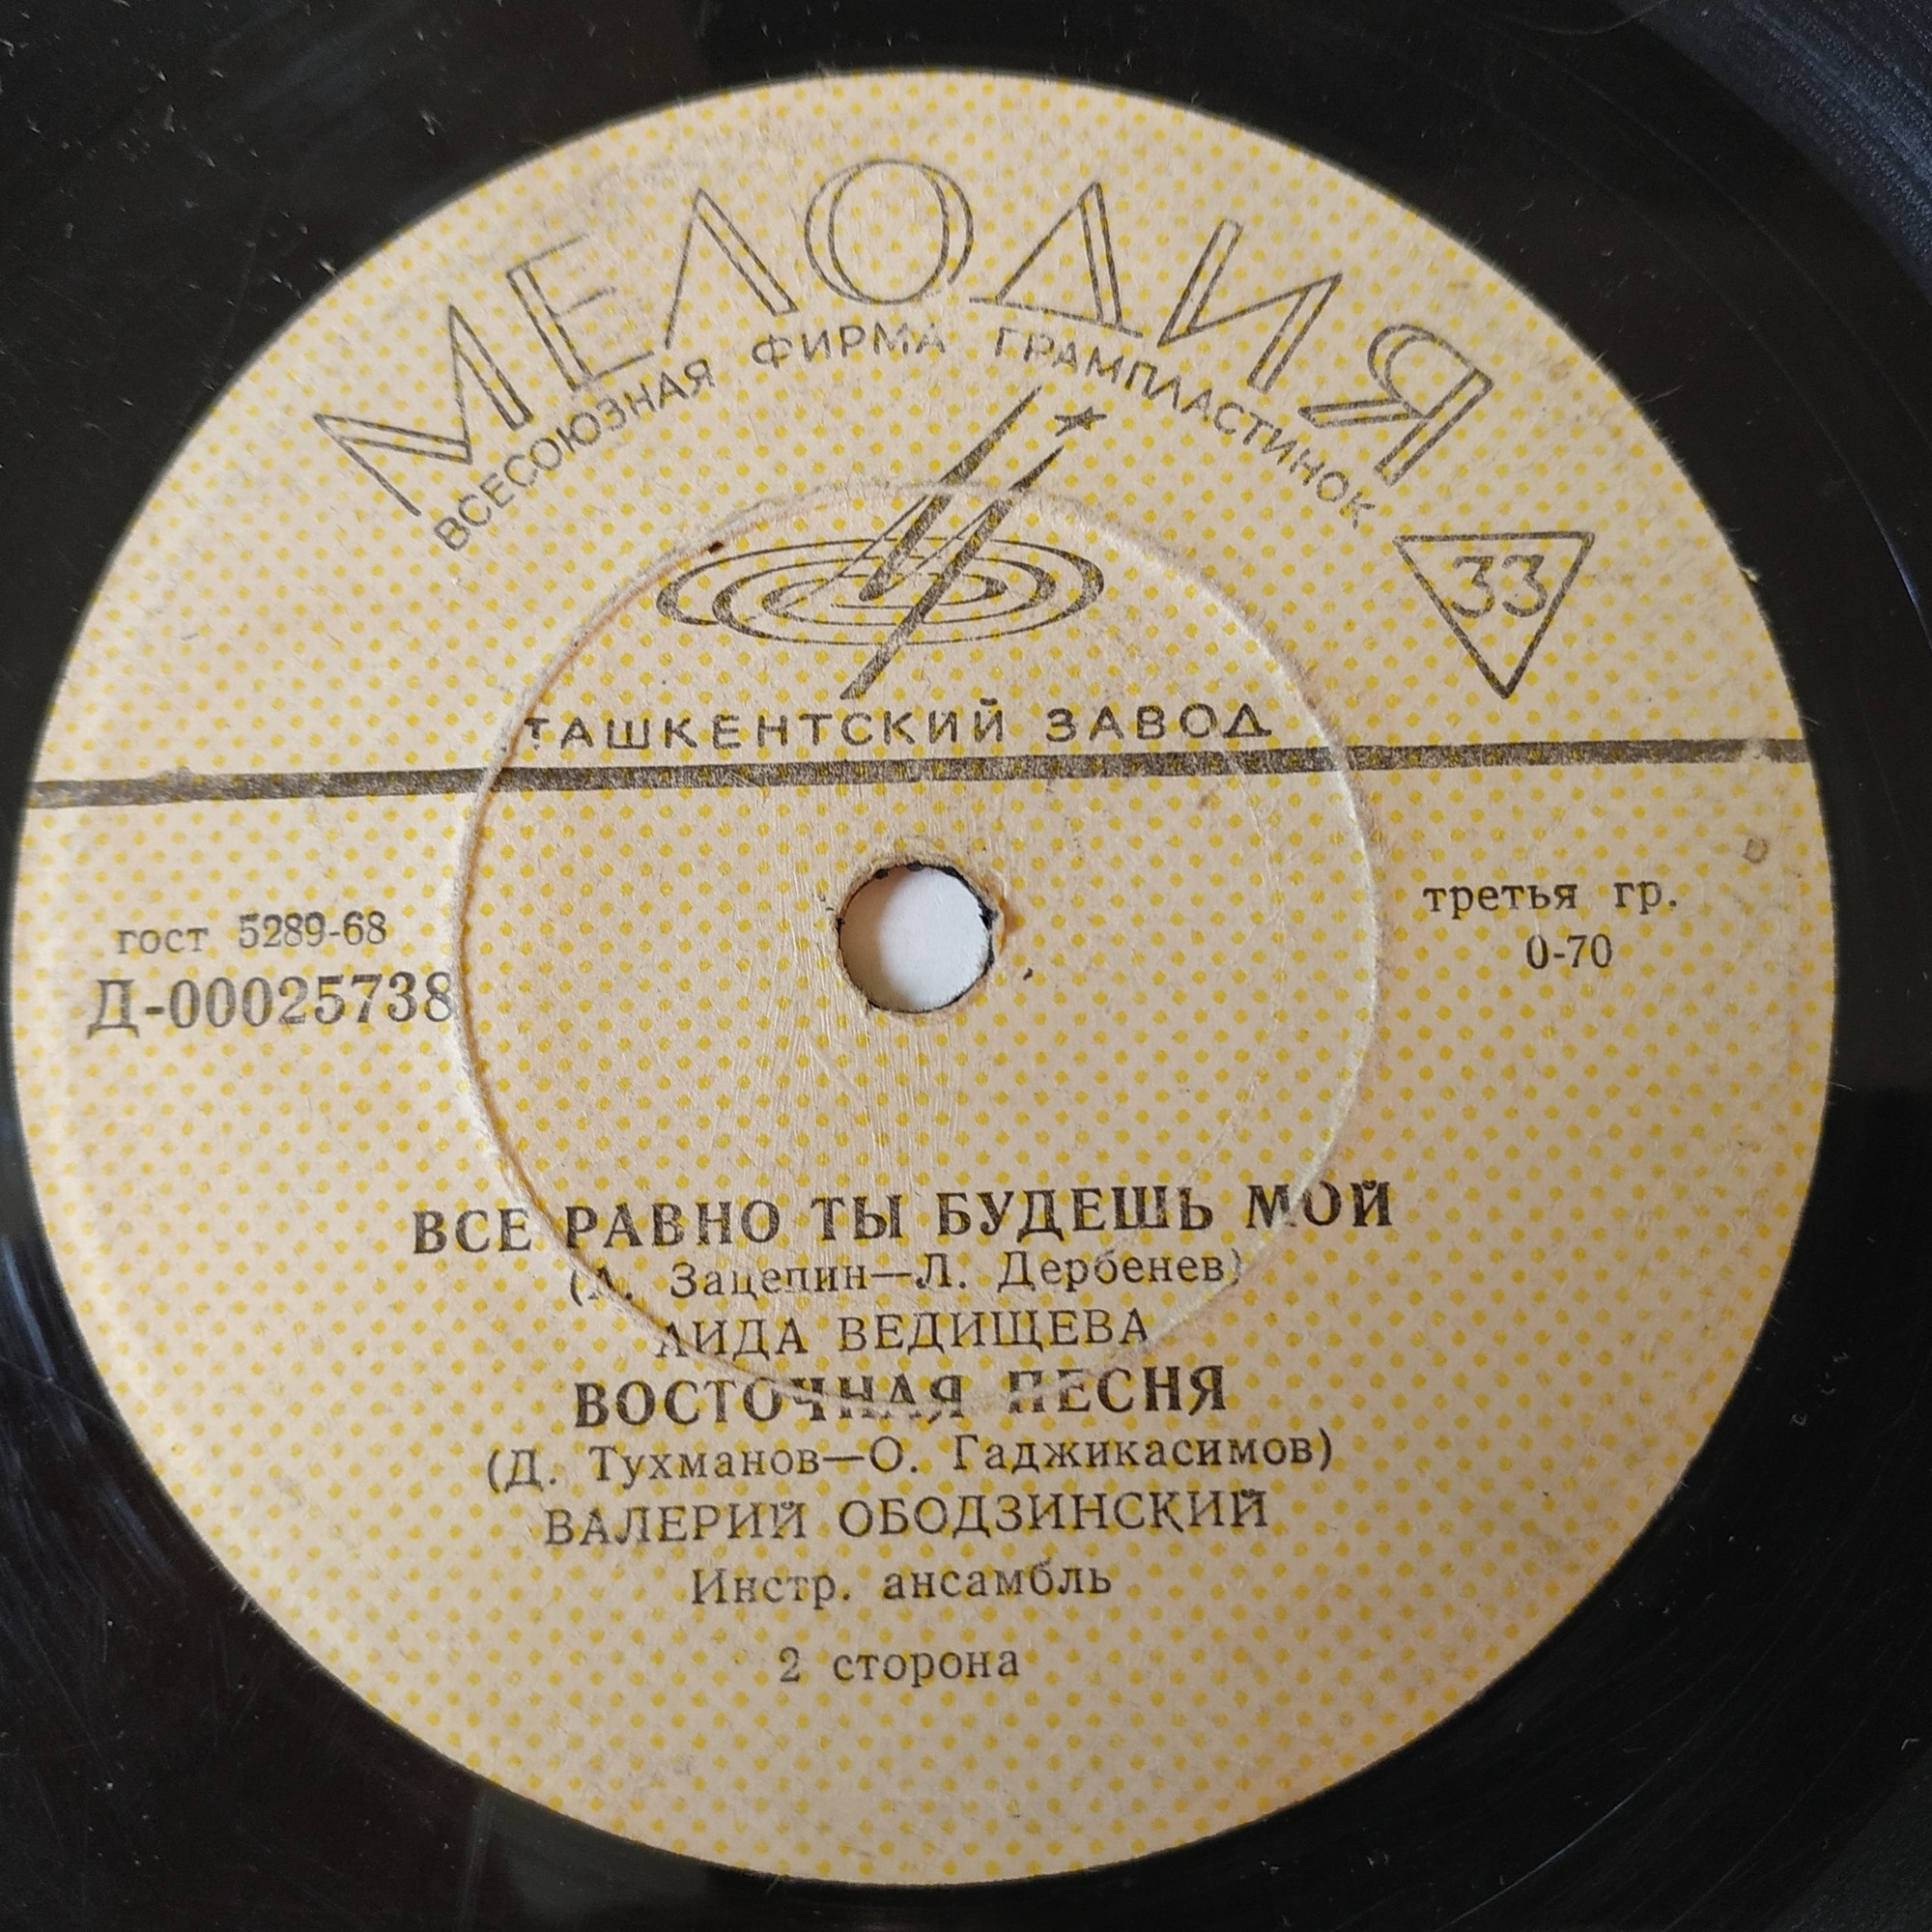 МЕЛОДИЯ
ВСЕСОЮЗНАЯ ФИРМА ГРАМПЛАСТИНОК
33
ТАШКЕНТСКИЙ ЗАВОД
гост 5289-68
Д-00025738
третья гр.
0-70
ВСЕ РАВНО ТЫ БУДЕШЬ МОЙ
(А. Зацепин—Л. Дербенев)
АИДА ВЕДИЩЕВА
ВОСТОЧНАЯ ПЕСНЯ
(Д. Тухманов—О. Гаджикасимов)
ВАЛЕРИЙ ОБОДЗИНСКИЙ
Инстр. ансамбль
2 сторона